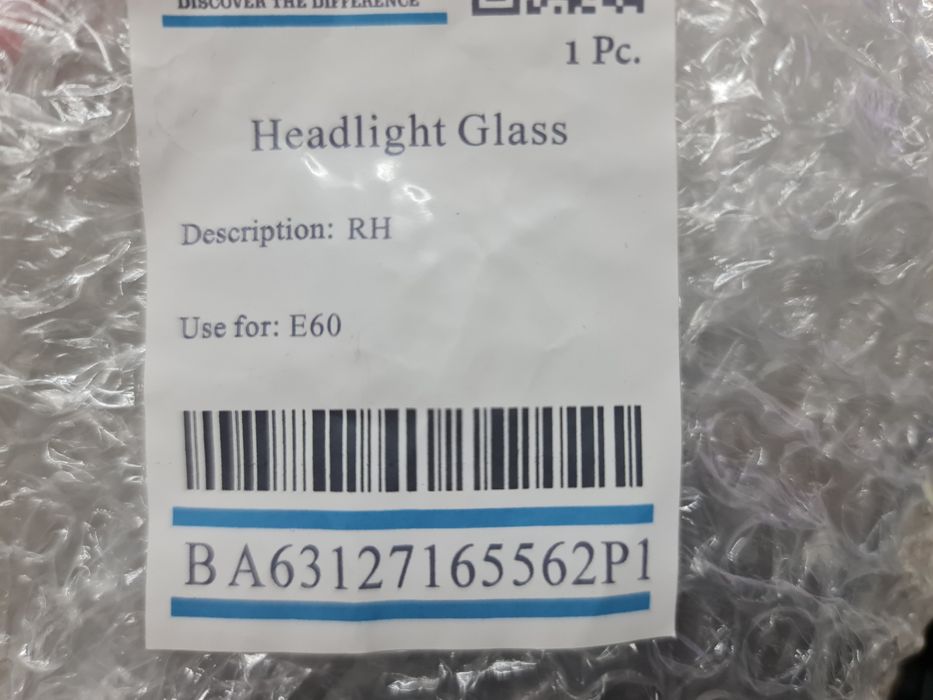 DISCOVER THE DIFFERENCE
1 Pc.
Headlight Glass
Description: RH
Use for: E60
BA63127165562P1